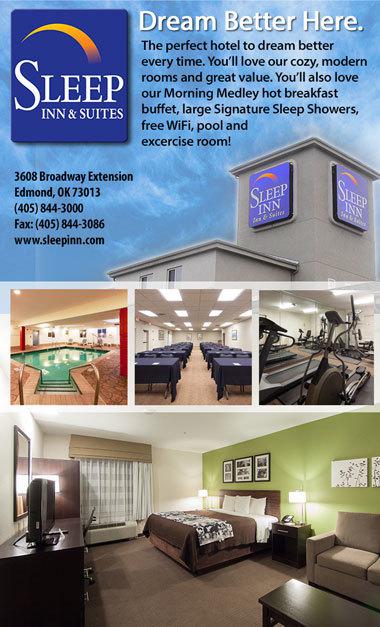 Dream Better Here.
SLEEP
INN & SUITES
The perfect hotel to dream better
every time. You'll love our cozy, modern
rooms and great value. You'll also love
our Morning Medley hot breakfast
buffet, large Signature Sleep Showers,
free WiFi, pool and
excercise room!
3608 Broadway Extension
Edmond, OK 73013
(405) 844-3000
Fax: (405) 844-3086
www.sleepinn.com
SLEEP
INN
& Suites
SLEEP
INN
& Suites